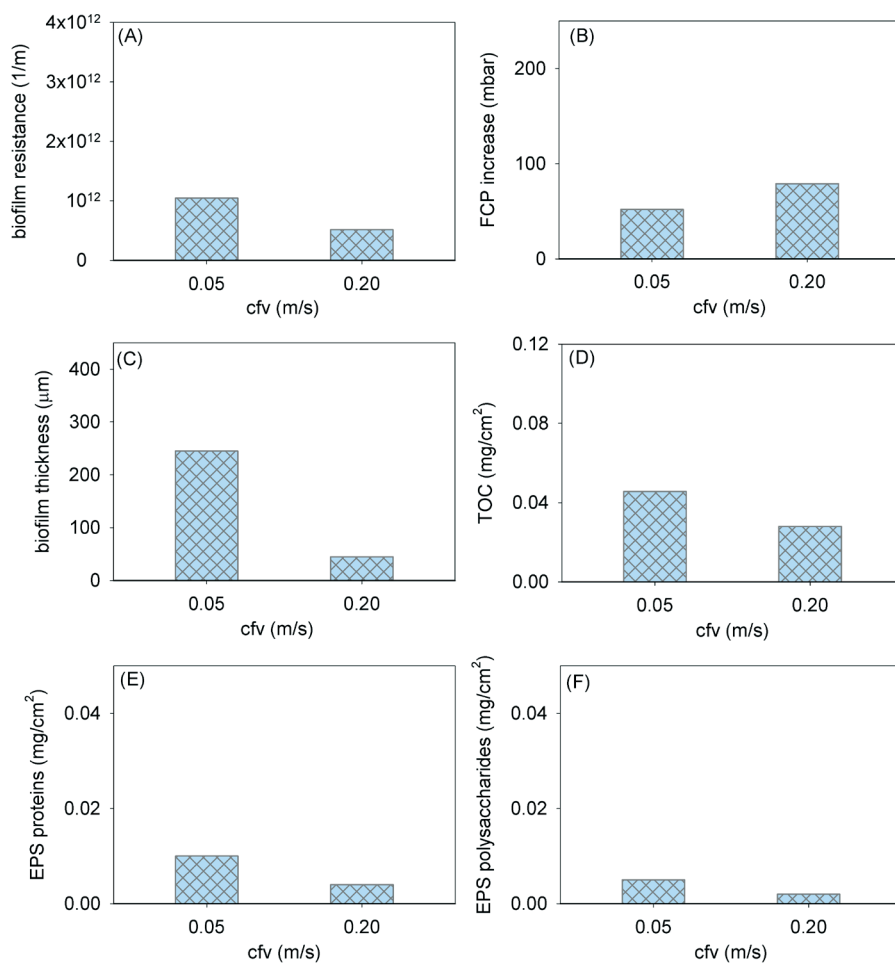 (A)
biofilm resistance (1/m)
4x10¹²
3x10¹²
2x10¹²
10¹²
0
0.05 0.20
cfv (m/s)
(B)
FCP increase (mbar)
200
100
0
0.05 0.20
cfv (m/s)
(C)
biofilm thickness (μm)
400
300
200
100
0
0.05 0.20
cfv (m/s)
(D)
TOC (mg/cm²)
0.12
0.08
0.04
0.00
0.05 0.20
cfv (m/s)
(E)
EPS proteins (mg/cm²)
0.04
0.02
0.00
0.05 0.20
cfv (m/s)
(F)
EPS polysaccharides (mg/cm²)
0.04
0.02
0.00
0.05 0.20
cfv (m/s)